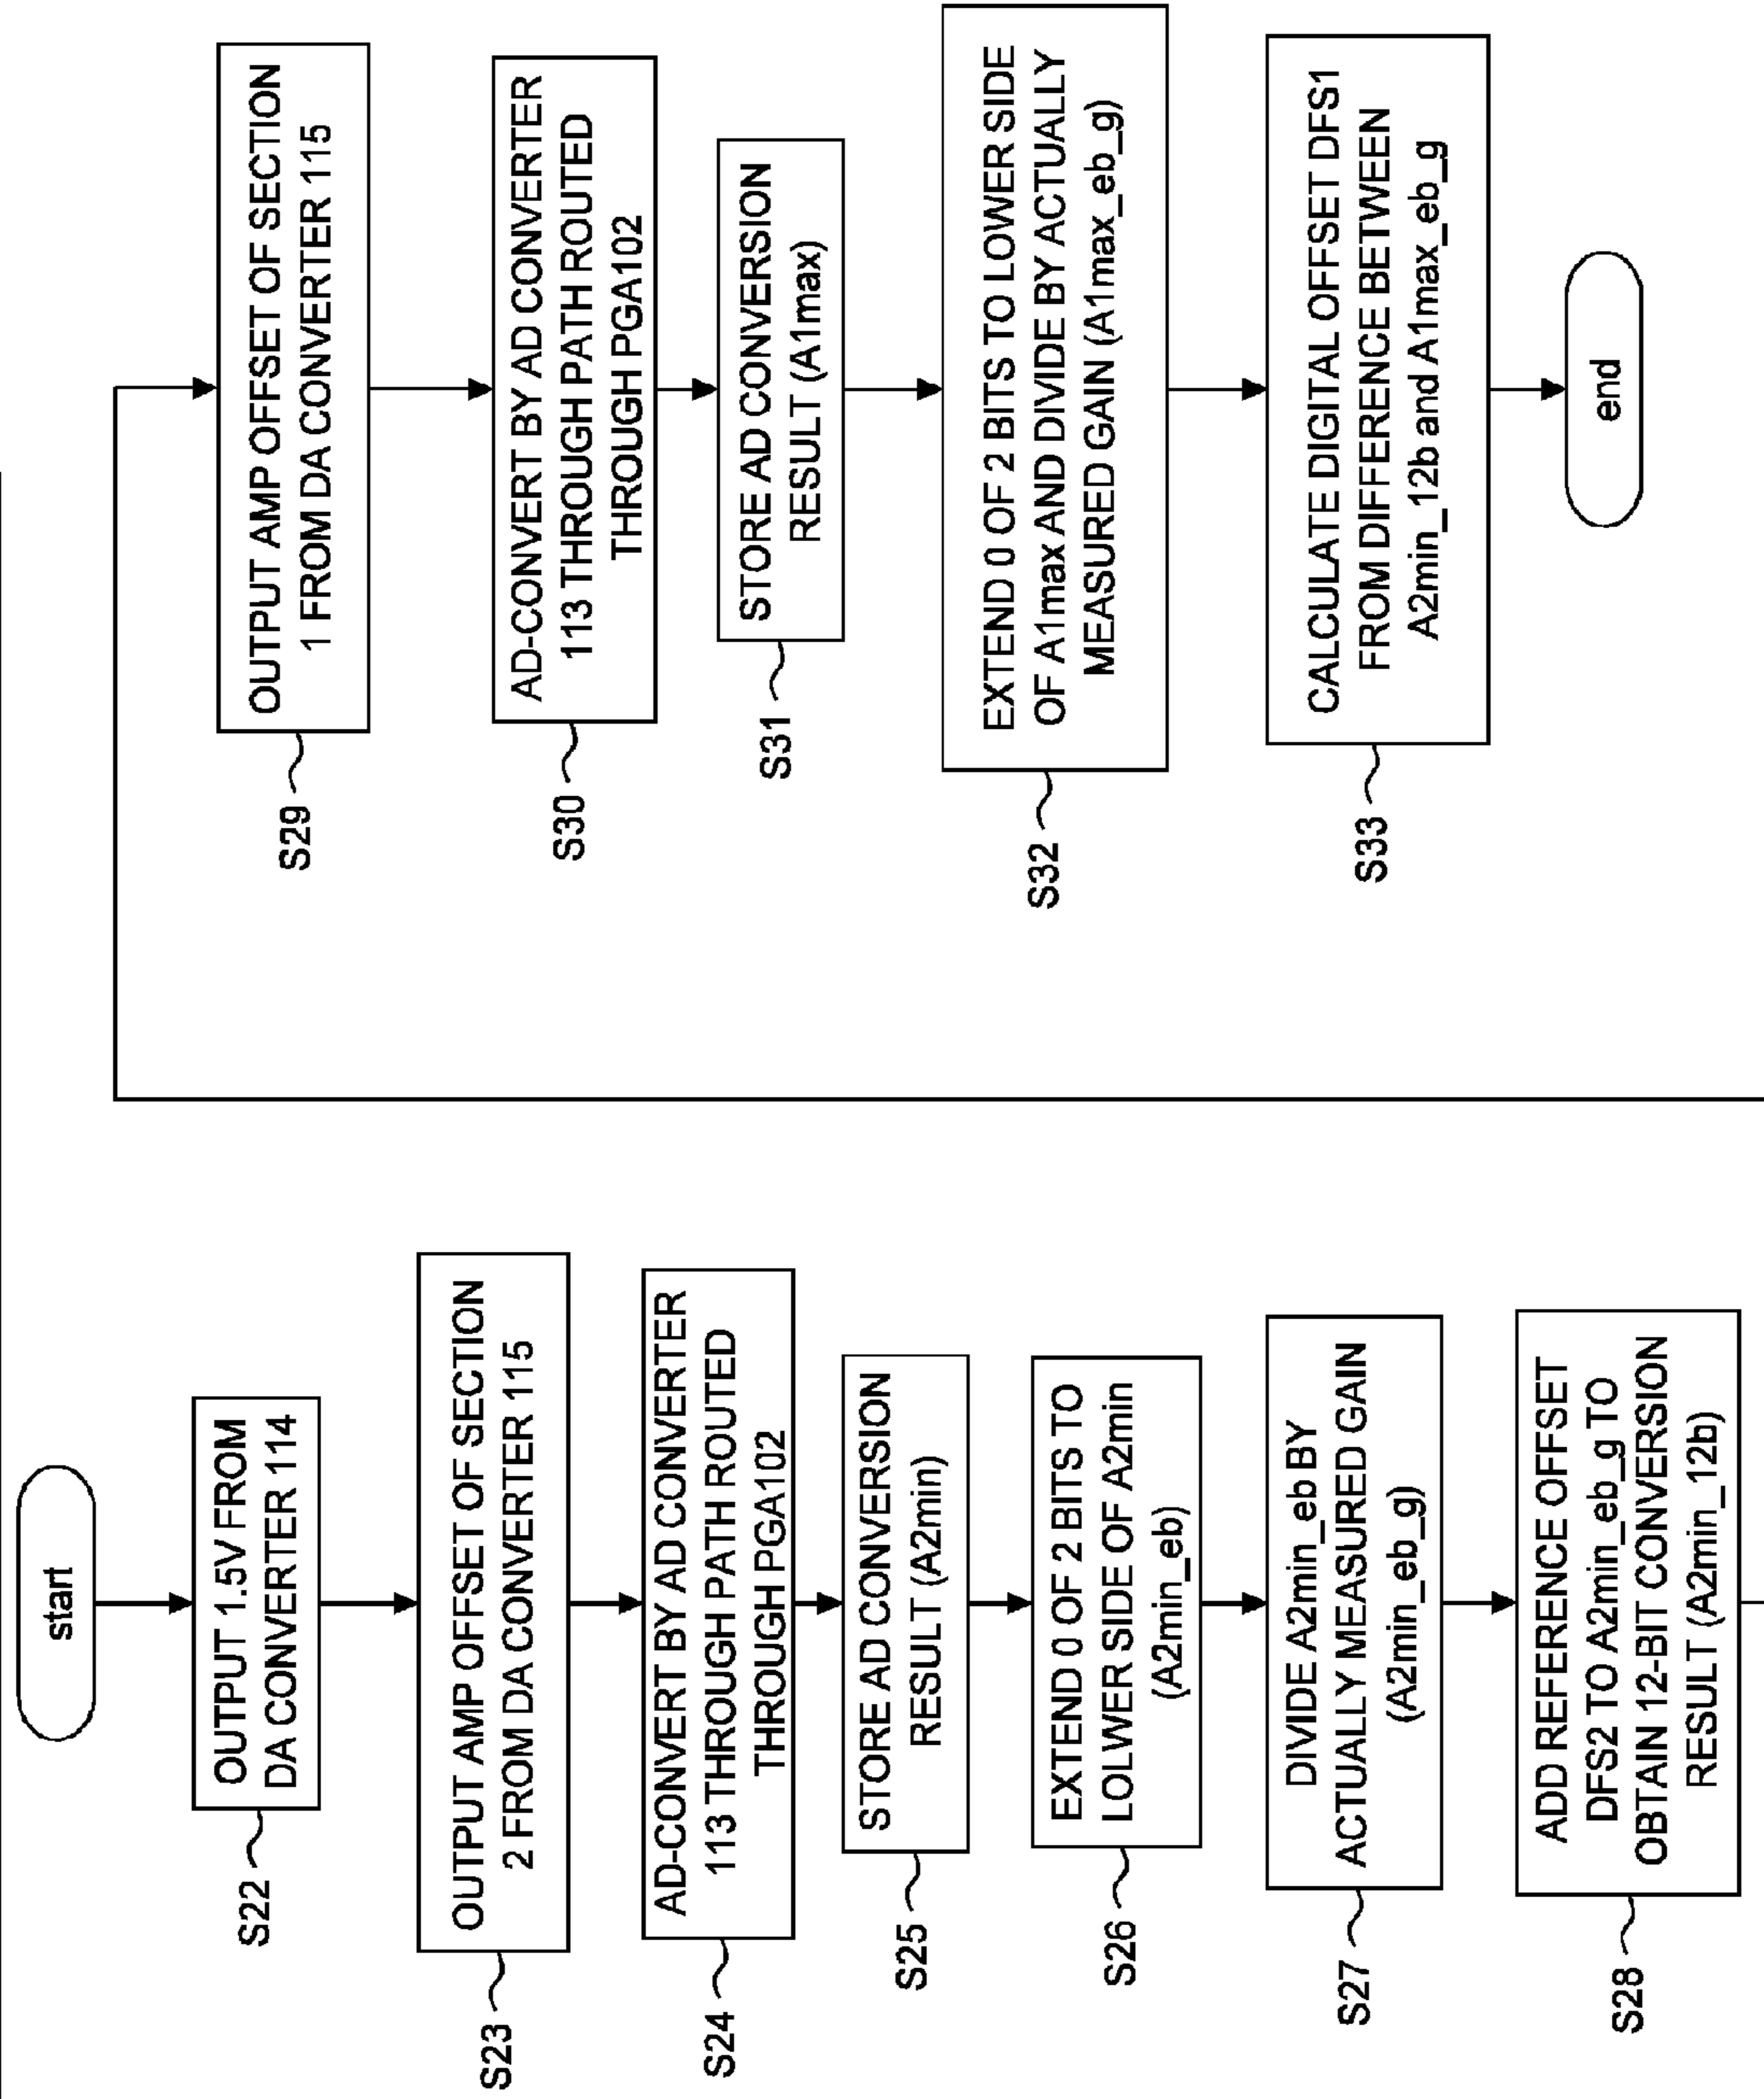 start
OUTPUT 1.5V FROM
DA CONVERTER 114
S22
OUTPUT AMP OFFSET OF SECTION
2 FROM DA CONVERTER 115
S23
AD-CONVERT BY AD CONVERTER
113 THROUGH PATH ROUTED
THROUGH PGA102
S24
STORE AD CONVERSION
RESULT (A2min)
S25
EXTEND 0 OF 2 BITS TO
LOLWER SIDE OF A2min
(A2min_eb)
S26
DIVIDE A2min_eb BY
ACTUALLY MEASURED GAIN
(A2min_eb_g)
S27
ADD REFERENCE OFFSET
DFS2 TO A2min_eb_g TO
OBTAIN 12-BIT CONVERSION
RESULT (A2min_12b)
S28
OUTPUT AMP OFFSET OF SECTION
1 FROM DA CONVERTER 115
S29
AD-CONVERT BY AD CONVERTER
113 THROUGH PATH ROUTED
THROUGH PGA102
S30
STORE AD CONVERSION
RESULT (A1max)
S31
EXTEND 0 OF 2 BITS TO LOWER SIDE
OF A1max AND DIVIDE BY ACTUALLY
MEASURED GAIN (A1max_eb_g)
S32
CALCULATE DIGITAL OFFSET DFS1
FROM DIFFERENCE BETWEEN
A2min_12b and A1max_eb_g
S33
end